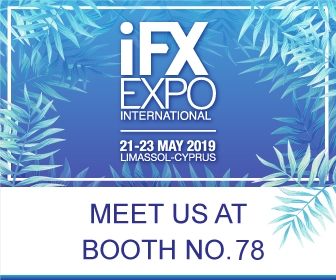 iFX
EXPO
INTERNATIONAL
21-23 MAY 2019
LIMASSOL-CYPRUS
MEET US AT
BOOTH NO. 78